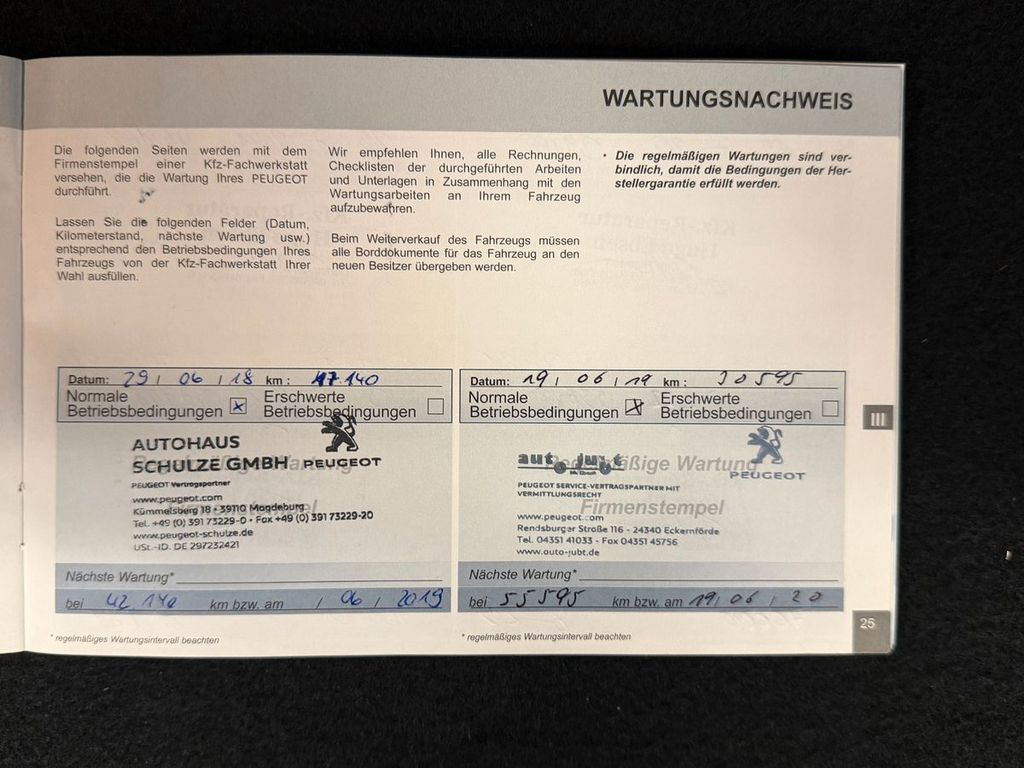 WARTUNGSNACHWEIS
Die folgenden Seiten werden mit dem
Firmenstempel einer Kfz-Fachwerkstatt
versehen, die die Wartung Ihres PEUGEOT
durchführt.
Lassen Sie die folgenden Felder (Datum,
Kilometerstand, nächste Wartung usw.)
entsprechend den Betriebsbedingungen Ihres
Fahrzeugs von der Kfz-Fachwerkstatt Ihrer
Wahl ausfüllen.
Wir empfehlen Ihnen, alle Rechnungen,
Checklisten der durchgeführten Arbeiten
und Unterlagen in Zusammenhang mit den
Wartungsarbeiten an Ihrem Fahrzeug
aufzubewahren.
Beim Weiterverkauf des Fahrzeugs müssen
alle Borddokumente für das Fahrzeug an den
neuen Besitzer übergeben werden.
• Die regelmäßigen Wartungen sind ver-
bindlich, damit die Bedingungen der Her-
stellergarantie erfüllt werden.
Datum: 29 / 06 / 18 km : 17 140
Normale
Betriebsbedingungen x
Erschwerte
Betriebsbedingungen
AUTOHAUS
SCHULZE GMBH PEUGEOT
PEUGEOT Vertragspartner
www.peugeot.com
Kümmelsberg 18 • 39110 Magdeburg
Tel. +49 (0) 391 73229-0 • Fax +49 (0) 391 73229-20
www.peugeot-schulze.de
USt.-ID. DE 297232421
Nächste Wartung*
bei 42 140 km bzw. am / 06 / 2019
* regelmäßiges Wartungsintervall beachten
Datum: 19 / 06 / 19 km : 30595
Normale
Betriebsbedingungen x
Erschwerte
Betriebsbedingungen
auto jubt
Regelmäßige Wartung
PEUGEOT
PEUGEOT SERVICE-VERTRAGSPARTNER MIT
VERMITTLUNGSRECHT
Firmenstempel
www.peugeot.com
Rendsburger Straße 116 - 24340 Eckernförde
Tel. 04351 41033 - Fax 04351 45756
www.auto-jubt.de
Nächste Wartung*
bei 55595 km bzw. am 19 / 06 / 20
* regelmäßiges Wartungsintervall beachten
III
25